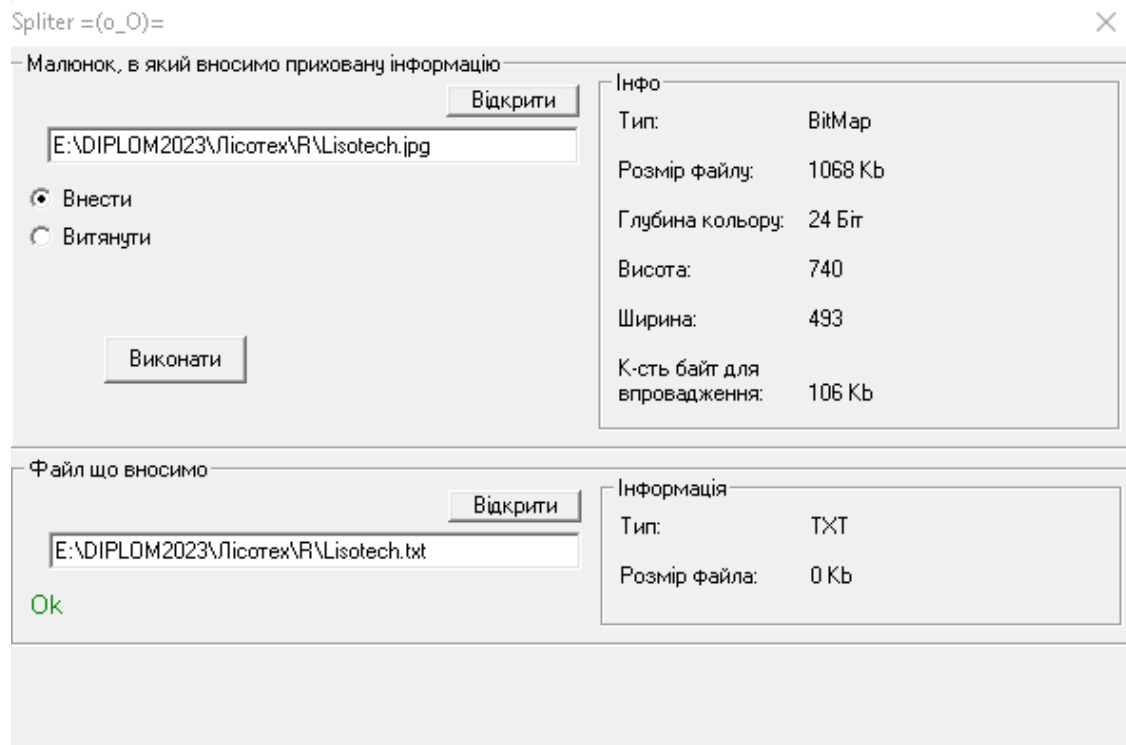 Spliter =(o_O)=
Малюнок, в який вносимо приховану інформацію
Відкрити
E:\DIPLOM2023\Лісотех\R\Lisotech.jpg
Внести
Витянути
Виконати
Інфо
Тип: BitMap
Розмір файлу: 1068 Kb
Глубина кольору: 24 Біт
Висота: 740
Ширина: 493
К-сть байт для
впровадження: 106 Kb
Файл що вносимо
Відкрити
E:\DIPLOM2023\Лісотех\R\Lisotech.txt
Ok
Інформація
Тип: TXT
Розмір файла: 0 Kb